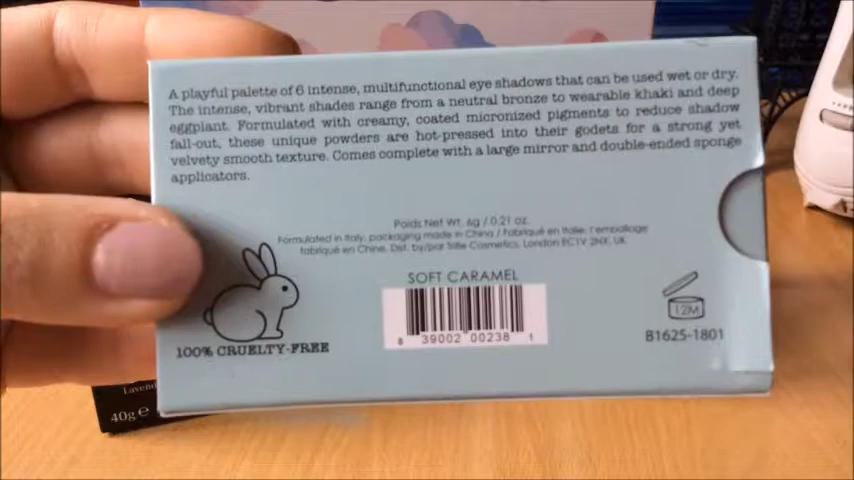 A playful palette of 6 intense, multifunctional eye shadows that can be used wet or dry.
The intense, vibrant shades range from a neutral bronze to wearable khaki and deep
eggplant. Formulated with creamy, coated micronized pigments to reduce shadow
fall-out, these unique powders are hot-pressed into their godets for a strong yet
velvety smooth texture. Comes complete with a large mirror and double-ended sponge
applicators.
Poids Net Wt. 6g / 0.21 oz.
Formulated in Italy, packaging made in China / Fabriqué en Italie, l'emballage
fabriqué en Chine. Dist. by/par Stile Cosmetics, London EC1V 2NX, UK
SOFT CARAMEL
12M
8 39002 00238 1
B1625-1801
100% CRUELTY-FREE
Lavend
40g e